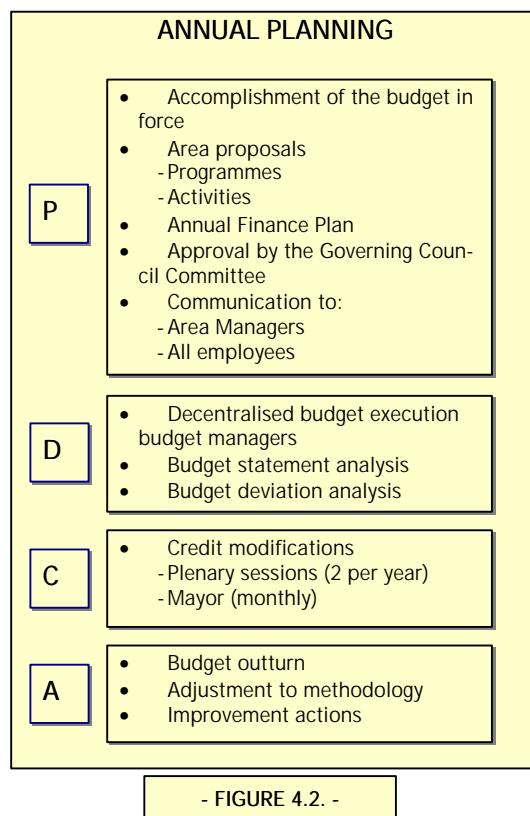 ANNUAL PLANNING
P
• Accomplishment of the budget in
force
• Area proposals
- Programmes
- Activities
• Annual Finance Plan
• Approval by the Governing Coun-
cil Committee
• Communication to:
- Area Managers
- All employees
D
• Decentralised budget execution
budget managers
• Budget statement analysis
• Budget deviation analysis
C
• Credit modifications
- Plenary sessions (2 per year)
- Mayor (monthly)
A
• Budget outturn
• Adjustment to methodology
• Improvement actions
- FIGURE 4.2. -